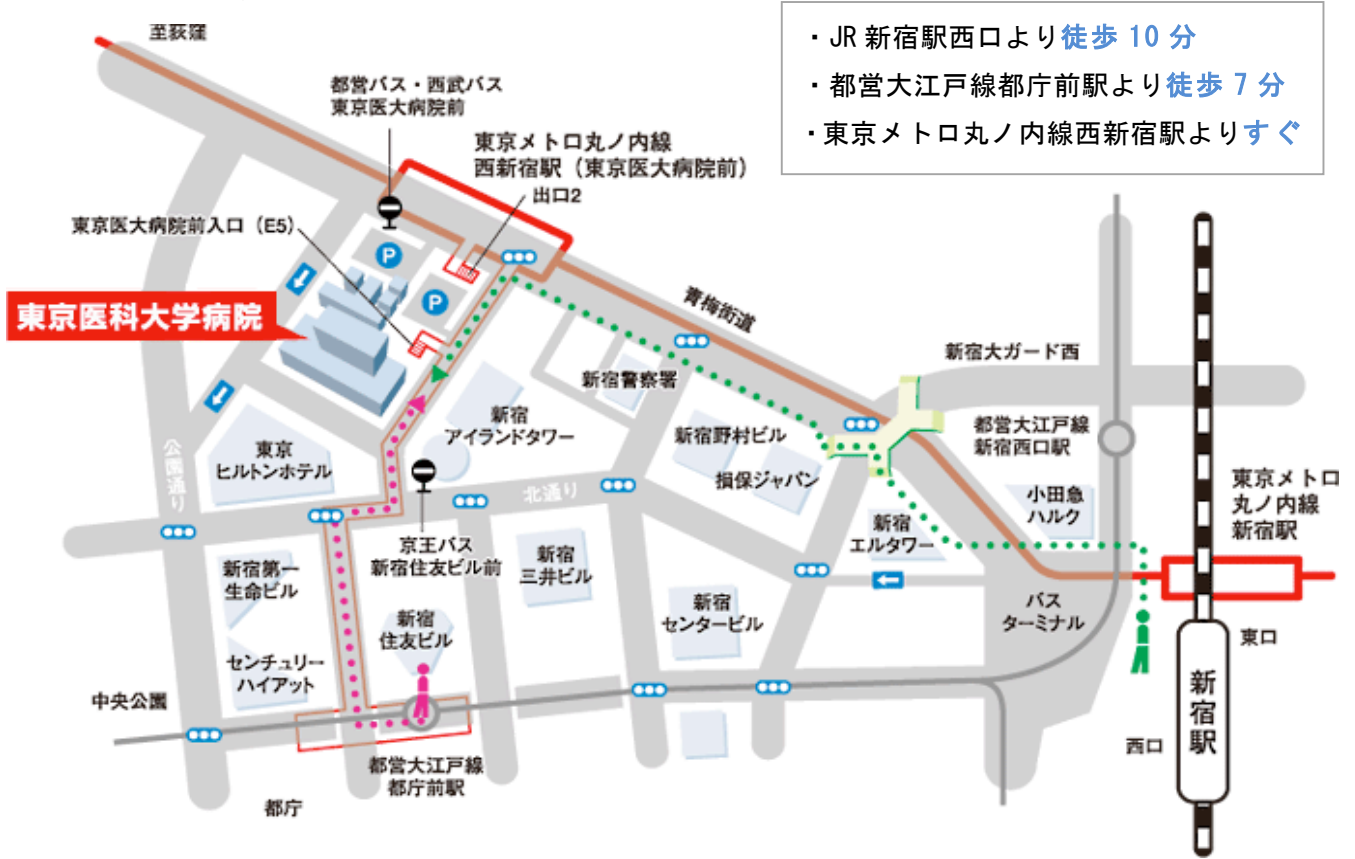 ・JR 新宿駅西口より徒歩 10 分
・都営大江戸線都庁前駅より徒歩 7 分
・東京メトロ丸ノ内線西新宿駅よりすぐ
至荻窪
都営バス・西武バス
東京医大病院前
東京メトロ丸ノ内線
西新宿駅（東京医大病院前）
出口2
東京医大病院前入口（E5）
P
P
東京医科大学病院
青梅街道
新宿大ガード西
新宿警察署
都営大江戸線
新宿西口駅
新宿
アイランドタワー
新宿野村ビル
損保ジャパン
東京
ヒルトンホテル
公園通り
北通り
小田急
ハルク
東京メトロ
丸ノ内線
新宿駅
新宿
エルタワー
京王バス
新宿住友ビル前
新宿
三井ビル
新宿第一
生命ビル
新宿
住友ビル
新宿
センタービル
バス
ターミナル
東口
センチュリー
ハイアット
中央公園
新宿駅
西口
都営大江戸線
都庁前駅
都庁